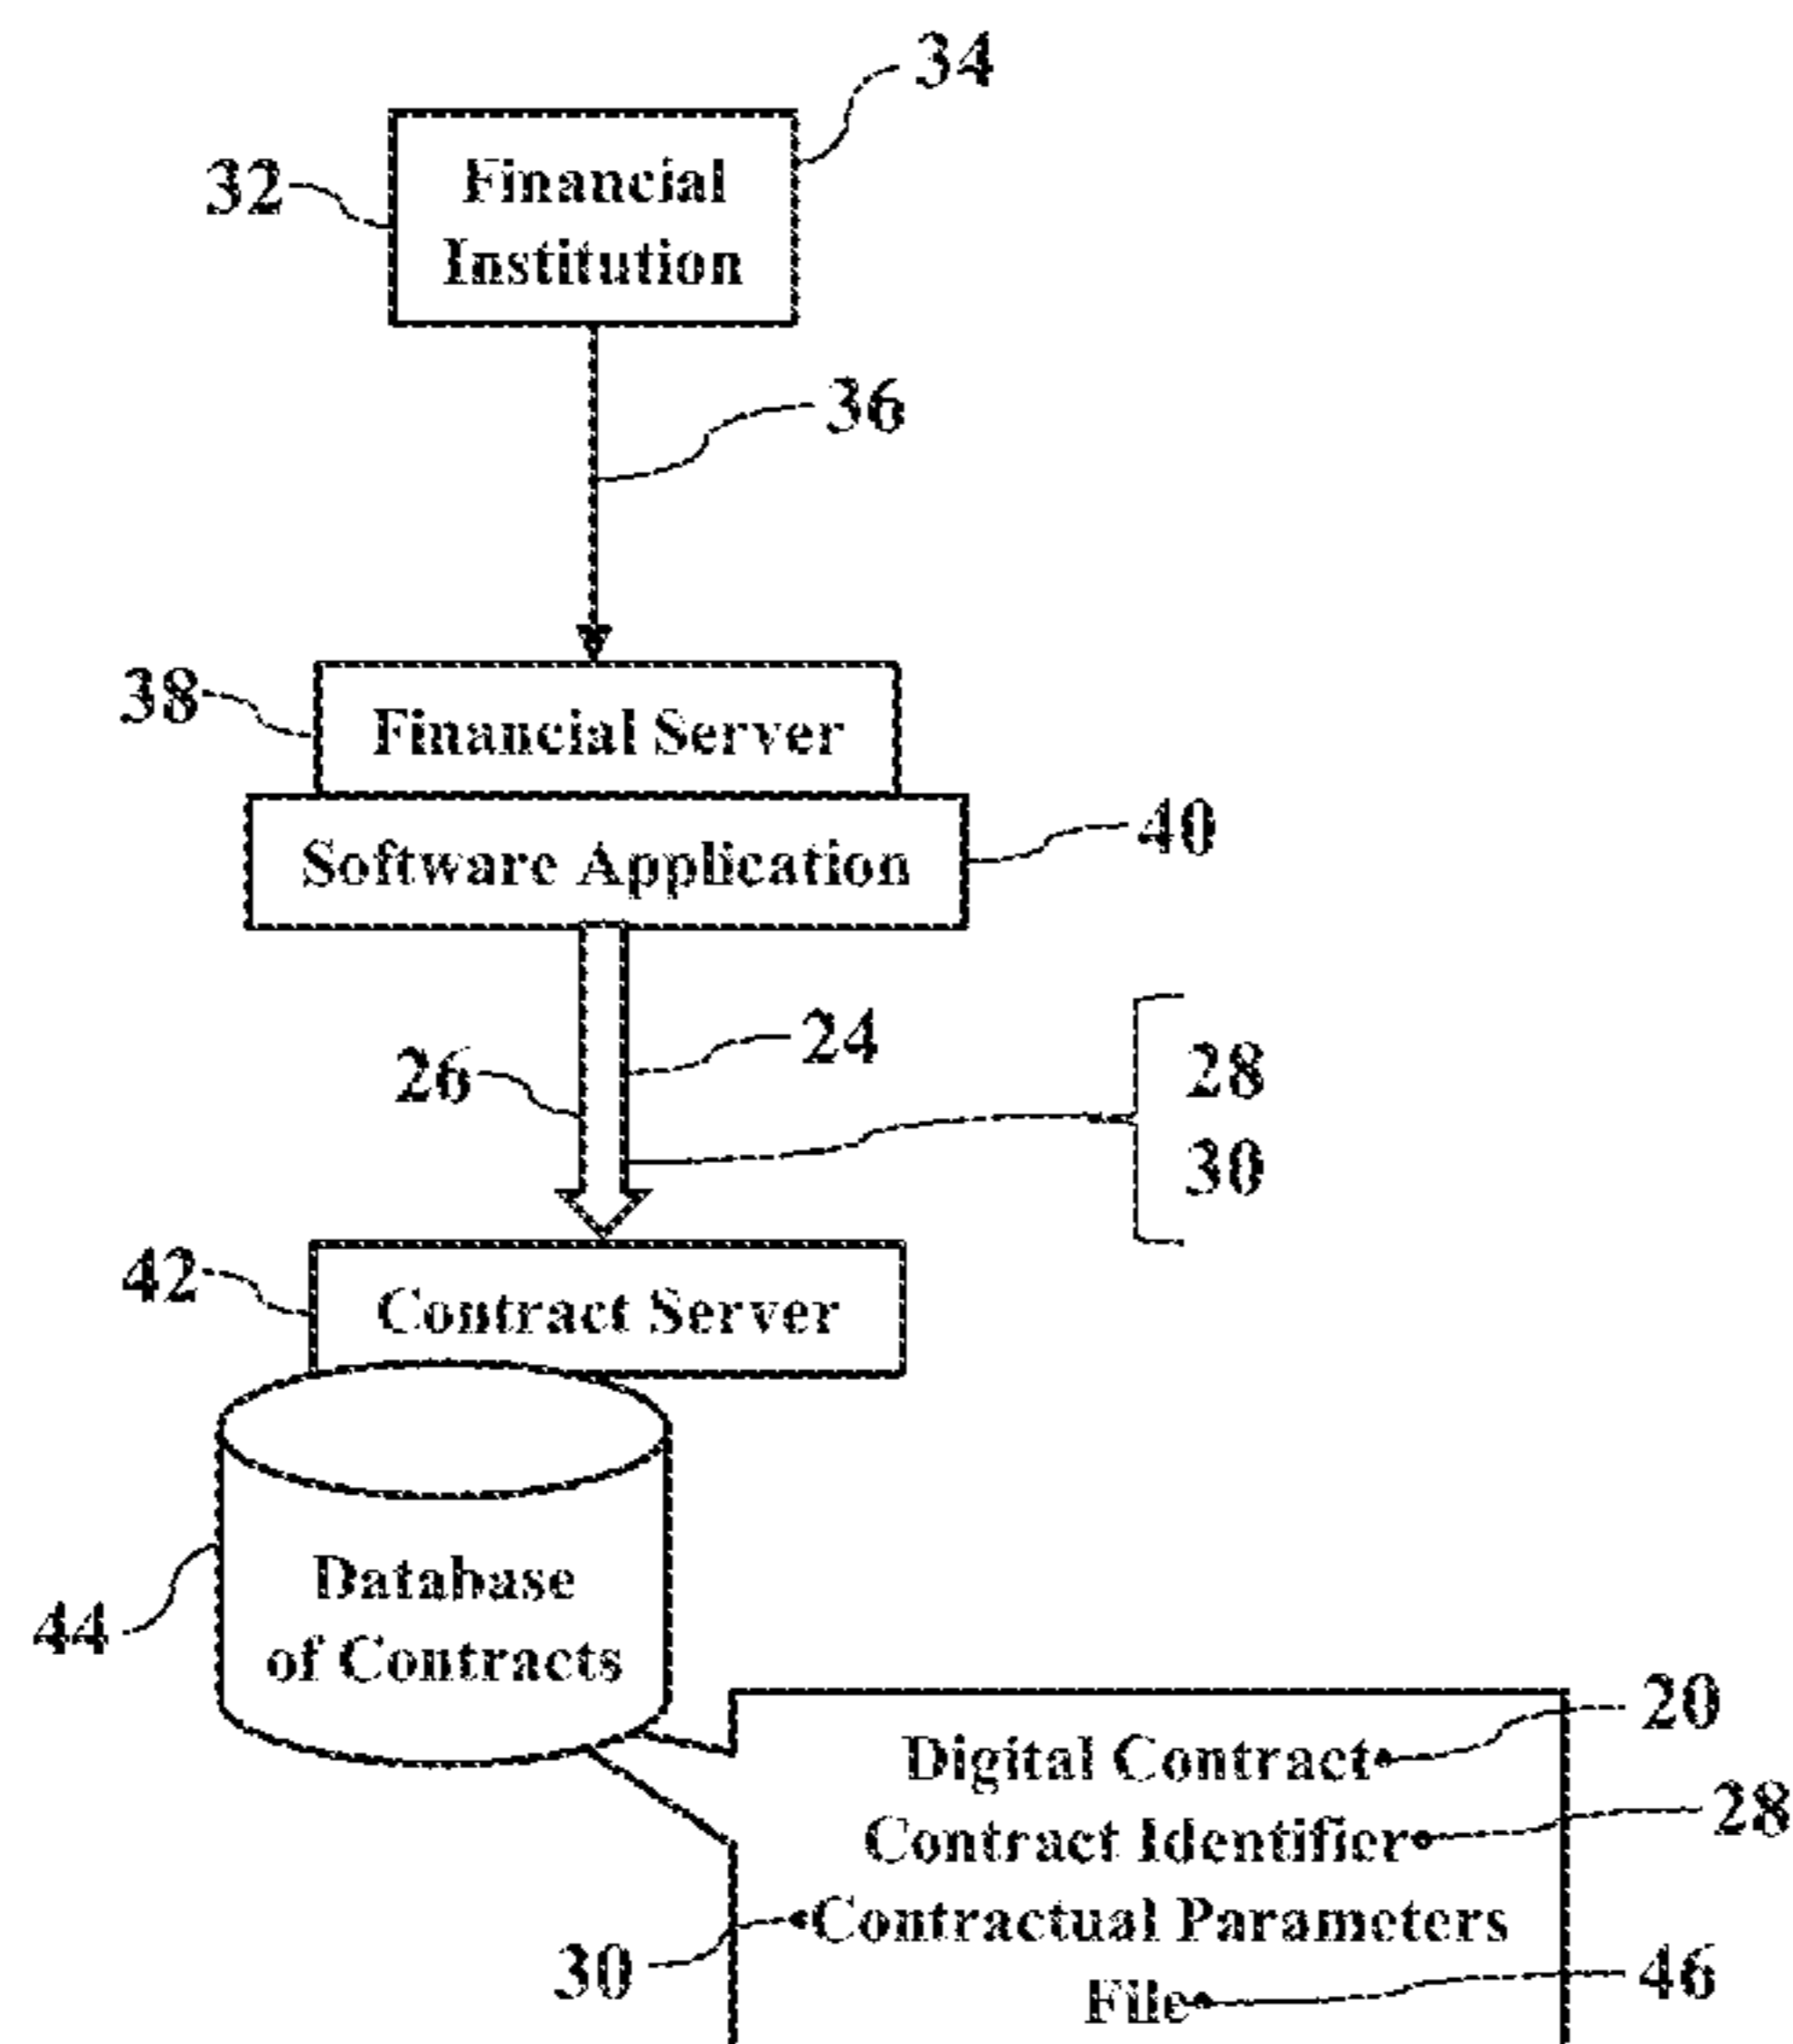 34
32
Financial
Institution
36
38
Financial Server
Software Application
40
24
26
28
30
42
Contract Server
44
Database
of Contracts
Digital Contract
20
Contract Identifier
28
Contractual Parameters
30
File
46